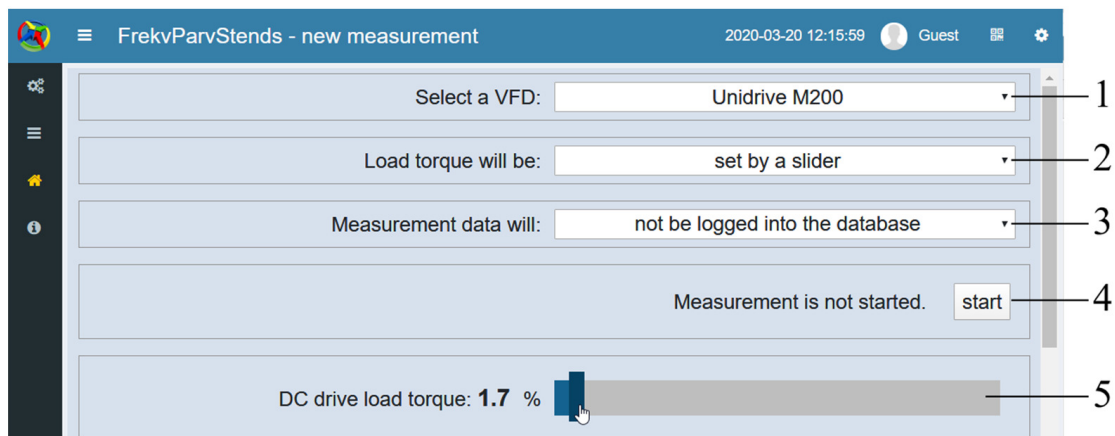 FrekvParvStends - new measurement 2020-03-20 12:15:59 Guest
Select a VFD: Unidrive M200 1
Load torque will be: set by a slider 2
Measurement data will: not be logged into the database 3
Measurement is not started. start 4
DC drive load torque: 1.7 % 5